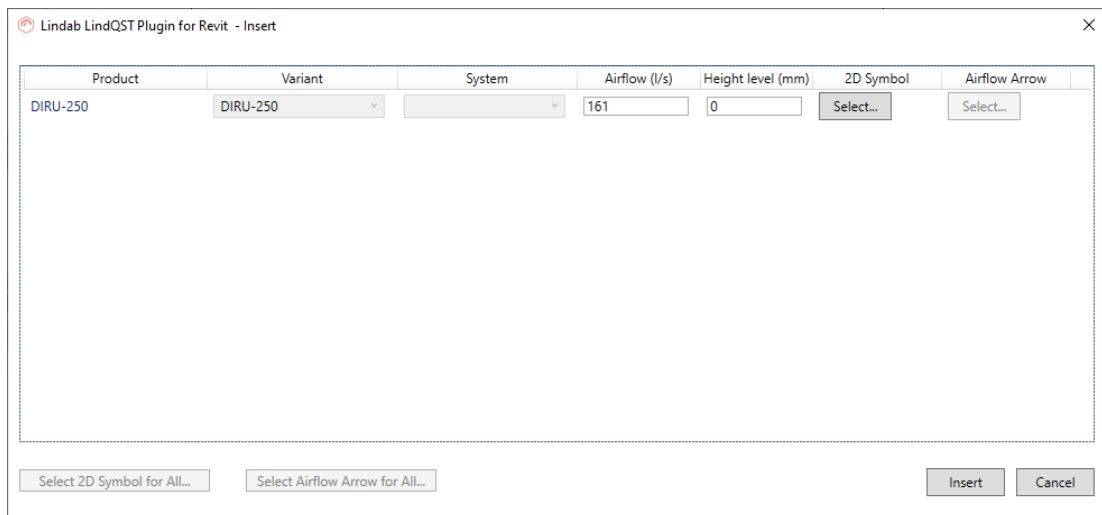 Lindab LindQST Plugin for Revit - Insert
Product Variant System Airflow (l/s) Height level (mm) 2D Symbol Airflow Arrow
DIRU-250 DIRU-250 161 0 Select... Select...
Select 2D Symbol for All... Select Airflow Arrow for All... Insert Cancel